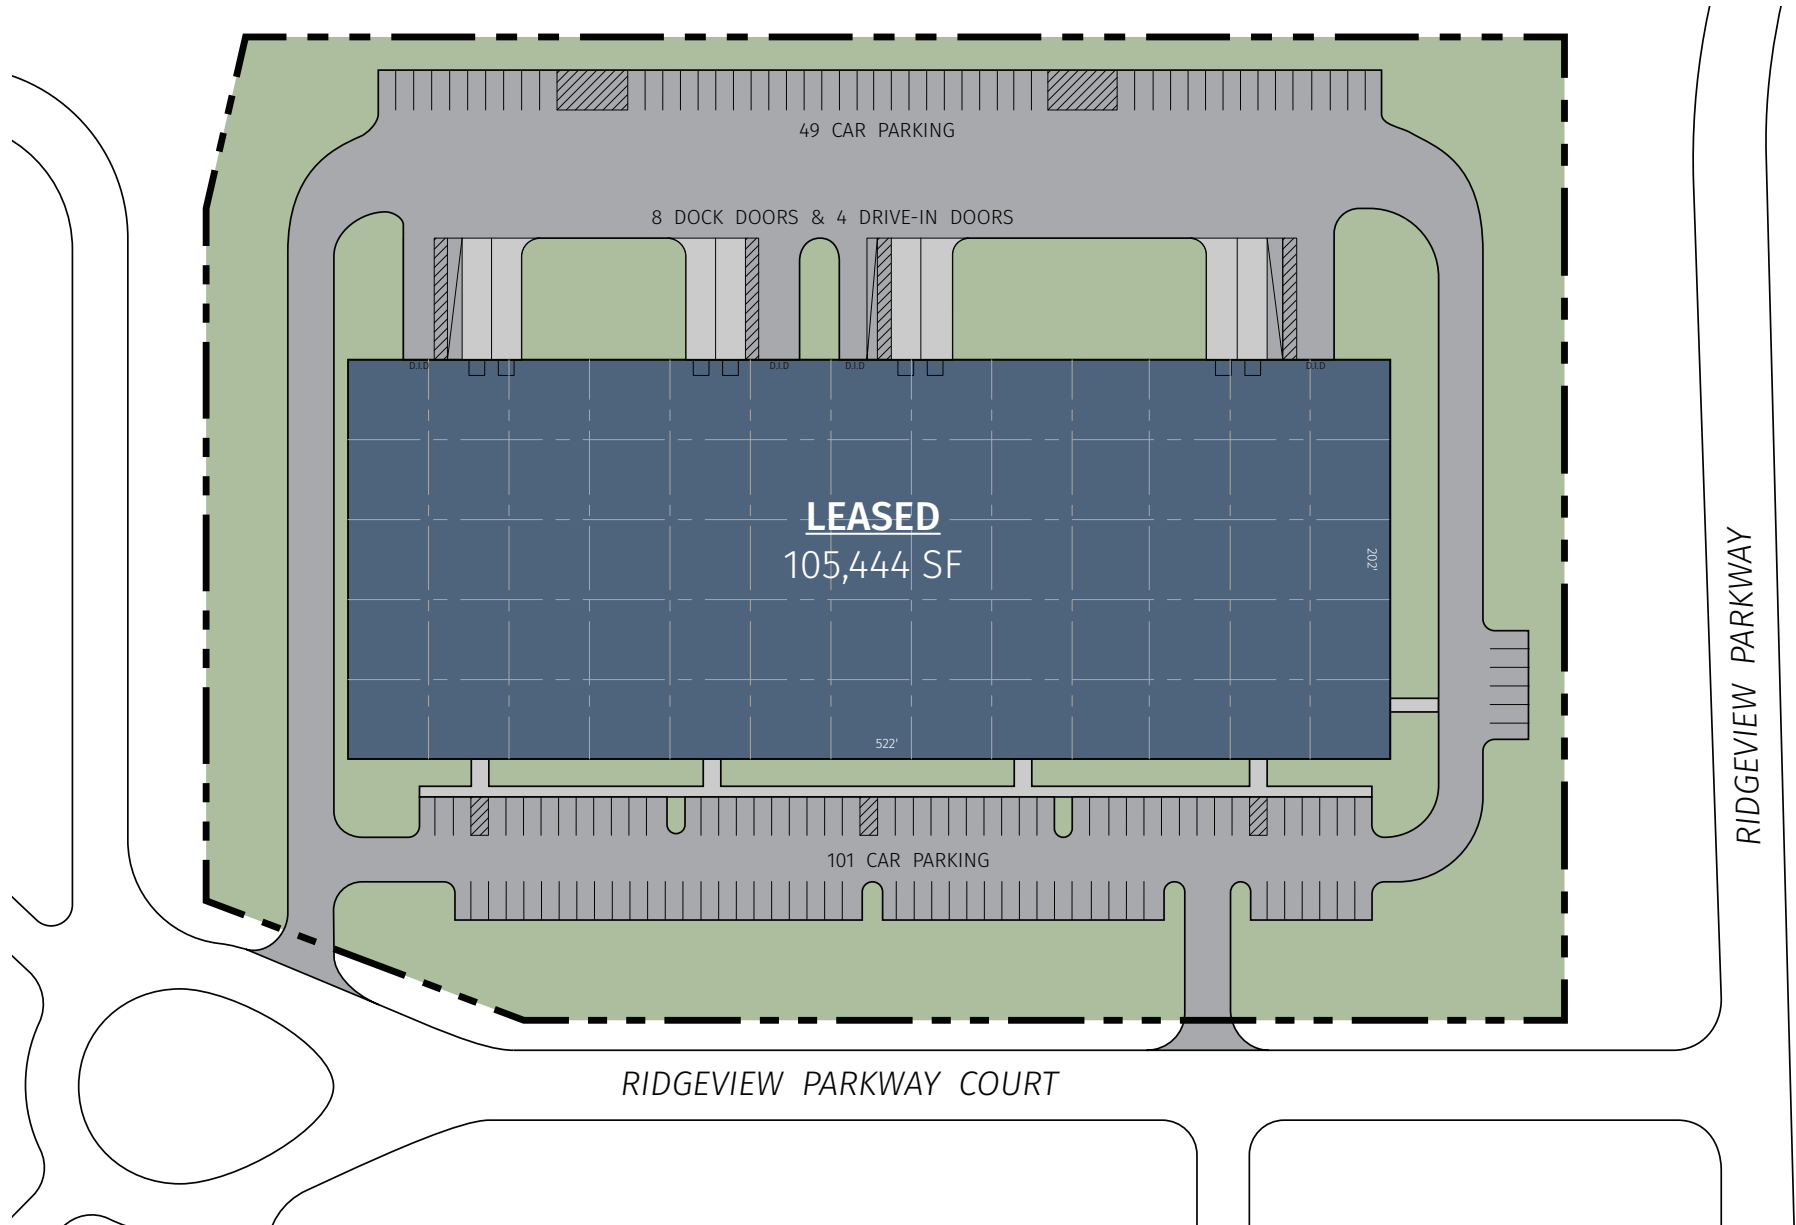 49 CAR PARKING
8 DOCK DOORS & 4 DRIVE-IN DOORS
D.I.D
D.I.D
D.I.D
D.I.D
LEASED
105,444 SF
202'
522'
101 CAR PARKING
RIDGEVIEW PARKWAY
RIDGEVIEW PARKWAY COURT